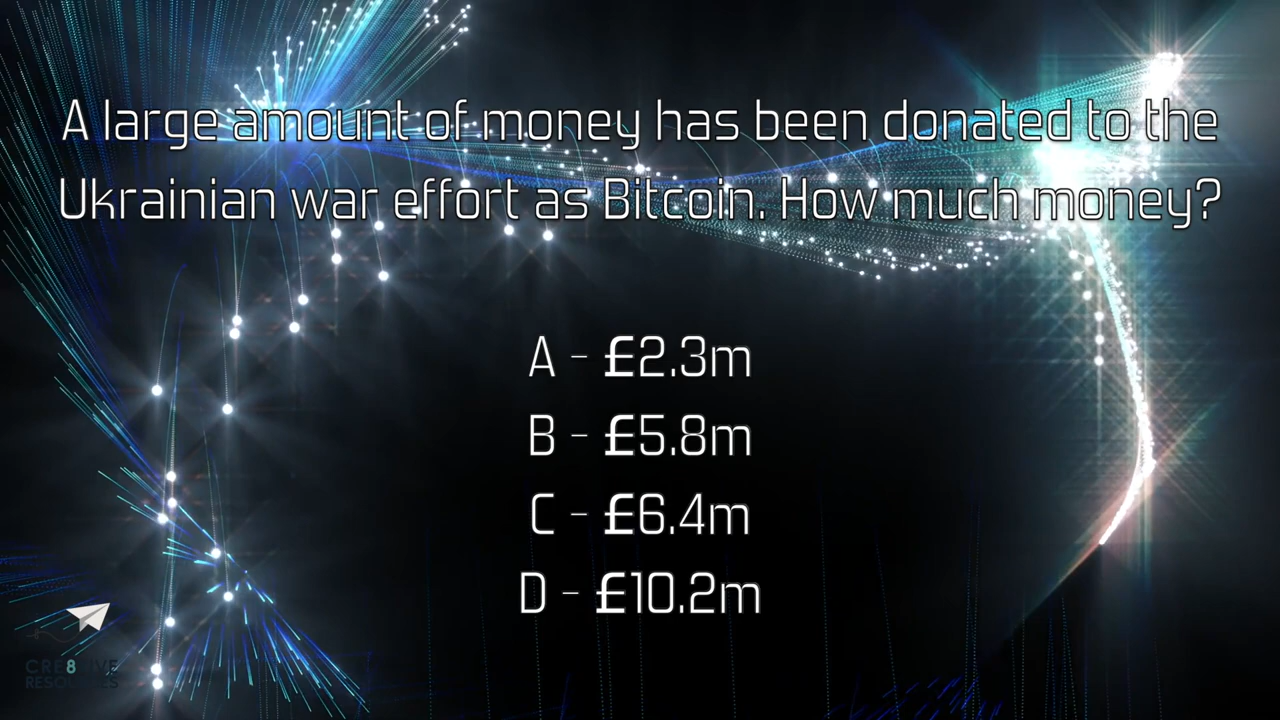 A large amount of money has been donated to the
Ukrainian war effort as Bitcoin. How much money?
A - £2.3m
B - £5.8m
C - £6.4m
D - £10.2m
CRE8